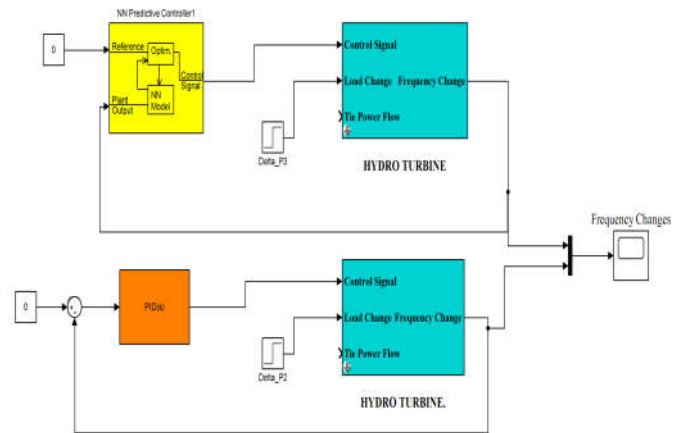 NN Predictive Controller1
0
Reference
Optim.
Control
Signal
NN
Model
Plant
Output
Control Signal
Load Change Frequency Change
Tie Power Flow
Delta_P3
HYDRO TURBINE
Frequency Changes
0
PID(s)
Control Signal
Load Change Frequency Change
Tie Power Flow
Delta_P2
HYDRO TURBINE.